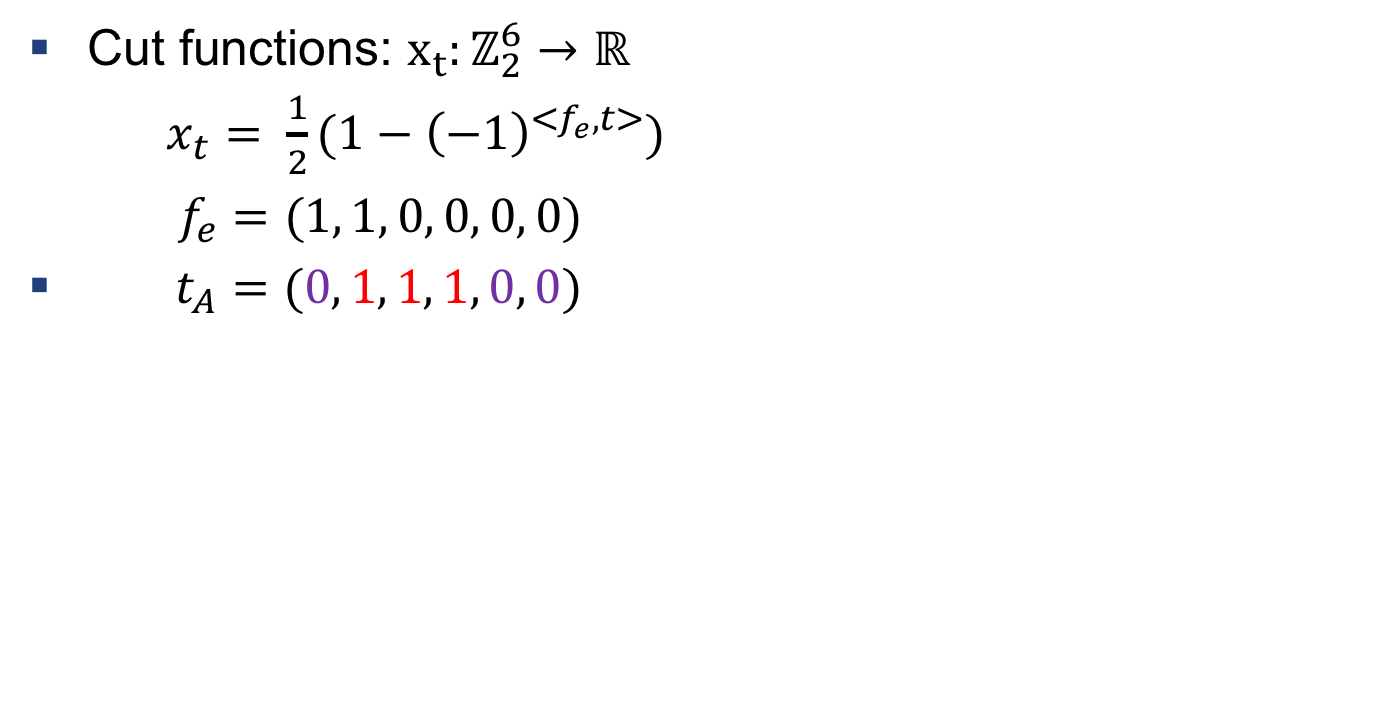 ▪ Cut functions: x_t: ℤ₂⁶ → ℝ
x_t = 1/2 (1 − (−1)^{<f_e,t>})
f_e = (1, 1, 0, 0, 0, 0)
▪ t_A = (0, 1, 1, 1, 0, 0)